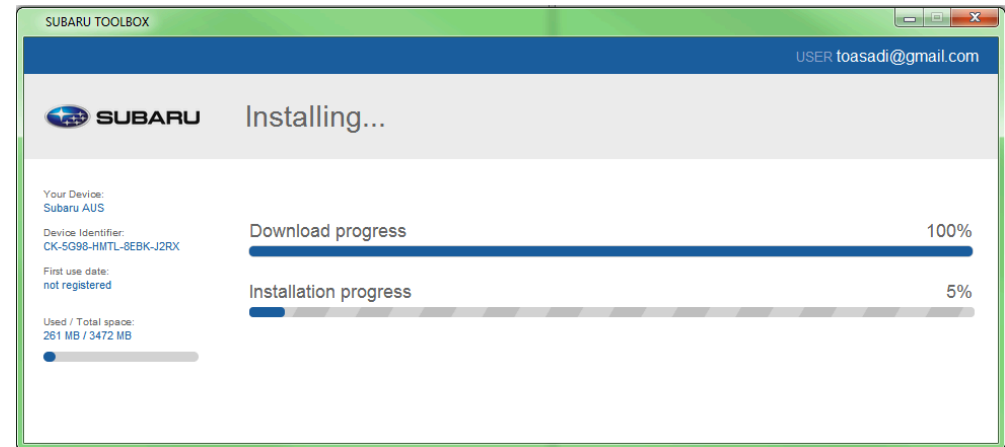 SUBARU TOOLBOX
USER toasadi@gmail.com
SUBARU
Installing...
Your Device:
Subaru AUS
Device Identifier:
CK-5G98-HMTL-8EBK-J2RX
First use date:
not registered
Used / Total space:
261 MB / 3472 MB
Download progress 100%
Installation progress 5%